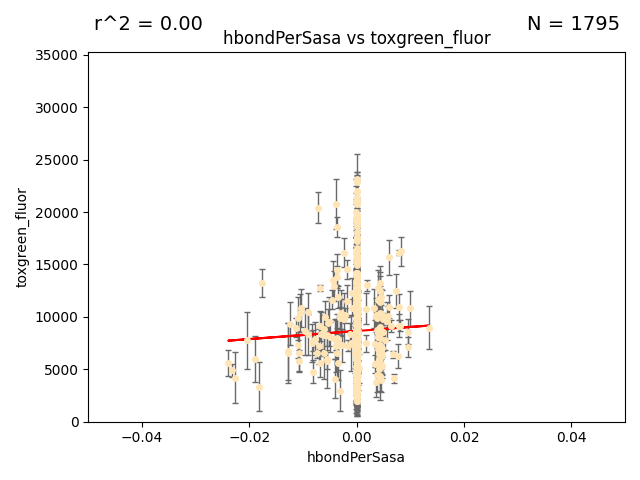 r^2 = 0.00
N = 1795
hbondPerSasa vs toxgreen_fluor
35000
30000
25000
20000
15000
10000
5000
0
toxgreen_fluor
−0.04
−0.02
0.00
0.02
0.04
hbondPerSasa